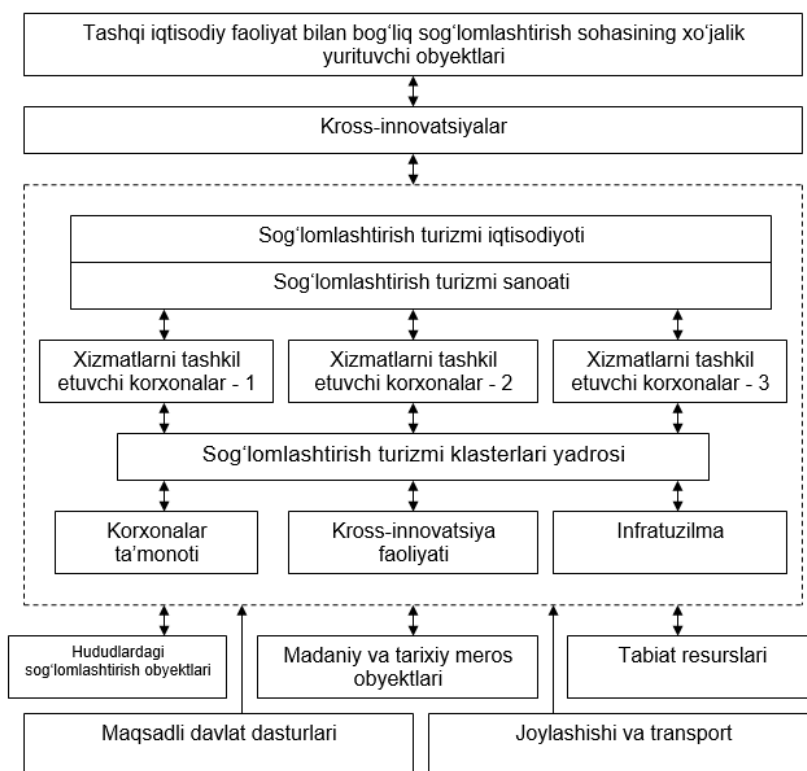 Tashqi iqtisodiy faoliyat bilan bog‘liq sog‘lomlashtirish sohasining xo‘jalik
yurituvchi obyektlari
Kross-innovatsiyalar
Sog‘lomlashtirish turizmi iqtisodiyoti
Sog‘lomlashtirish turizmi sanoati
Xizmatlarni tashkil
etuvchi korxonalar - 1
Xizmatlarni tashkil
etuvchi korxonalar - 2
Xizmatlarni tashkil
etuvchi korxonalar - 3
Sog‘lomlashtirish turizmi klasterlari yadrosi
Korxonalar
ta’monoti
Kross-innovatsiya
faoliyati
Infratuzilma
Hududlardagi
sog‘lomlashtirish obyektlari
Madaniy va tarixiy meros
obyektlari
Tabiat resurslari
Maqsadli davlat dasturlari
Joylashishi va transport